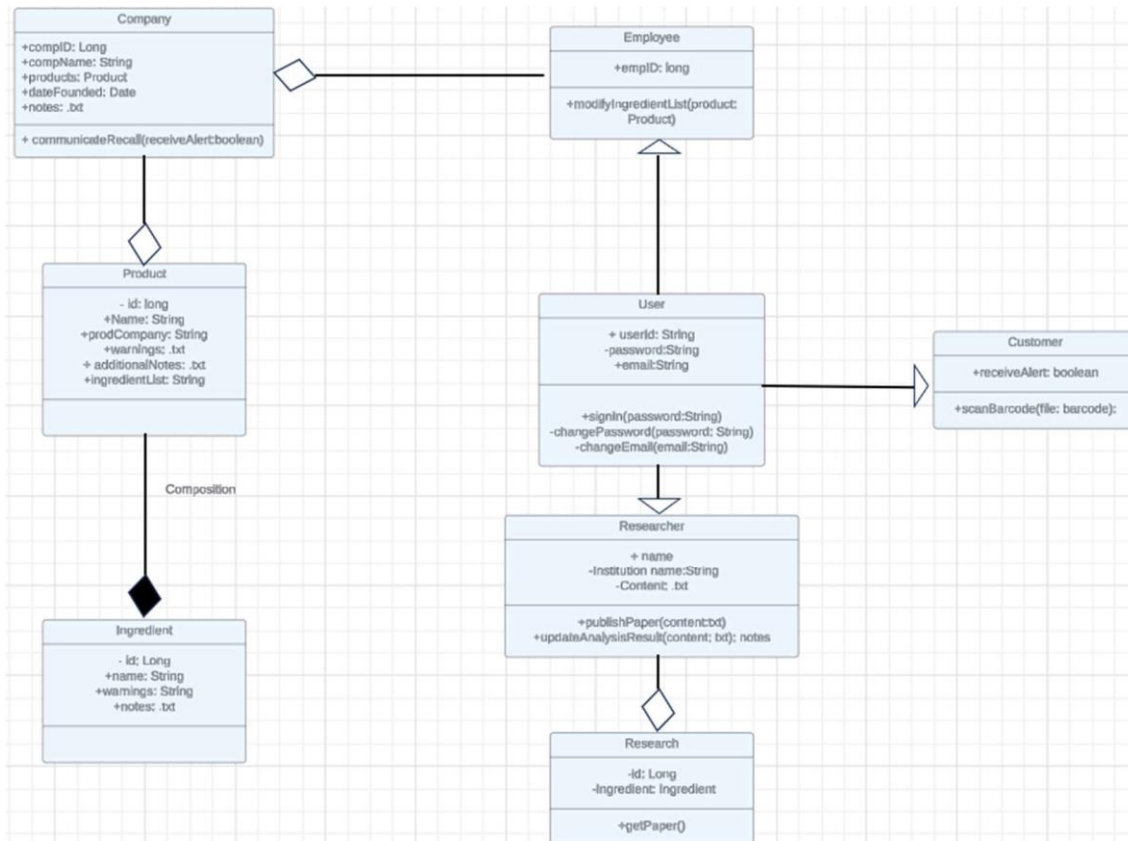 Company
+compID: Long
+compName: String
+products: Product
+dateFounded: Date
+notes: .txt
+ communicateRecall(receiveAlert:boolean)
Employee
+empID: long
+modifyIngredientList(product:
Product)
Product
- id: long
+Name: String
+prodCompany: String
+warnings: .txt
+ additionalNotes: .txt
+ingredientList: String
User
+ userId: String
-password:String
+email:String
+signIn(password:String)
-changePassword(password: String)
-changeEmail(email:String)
Customer
+receiveAlert: boolean
+scanBarcode(file: barcode):
Composition
Researcher
+ name
-Institution name:String
-Content: .txt
+publishPaper(content:txt)
+updateAnalysisResult(content: txt): notes
Ingredient
- id: Long
+name: String
+warnings: String
+notes: .txt
Research
-id: Long
-Ingredient: Ingredient
+getPaper()